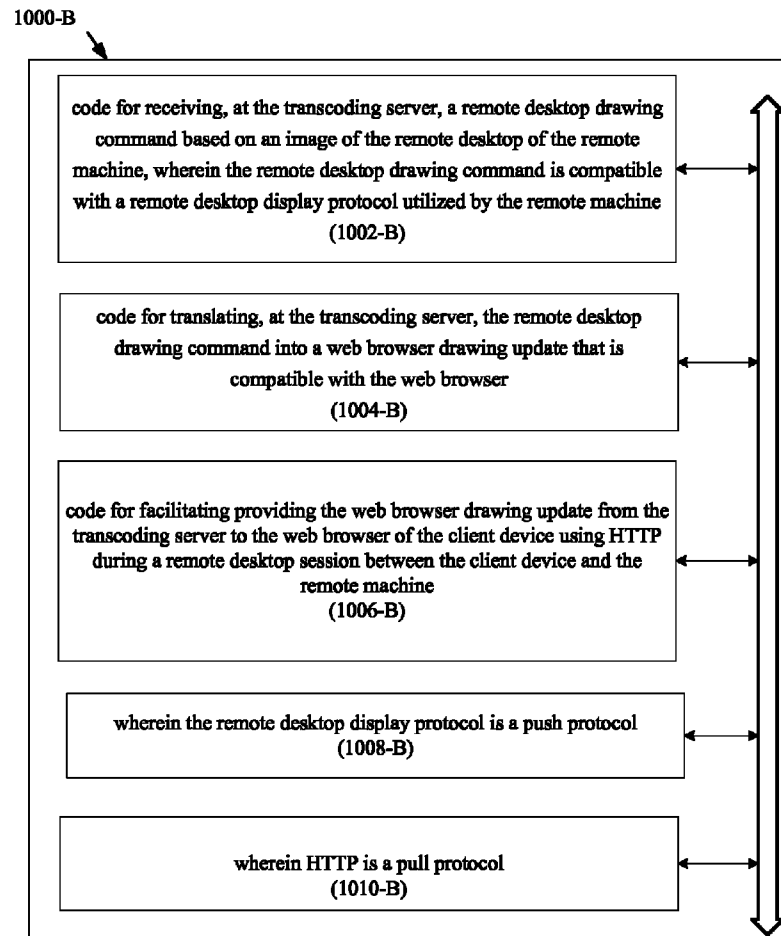 1000-B
code for receiving, at the transcoding server, a remote desktop drawing
command based on an image of the remote desktop of the remote
machine, wherein the remote desktop drawing command is compatible
with a remote desktop display protocol utilized by the remote machine
(1002-B)
code for translating, at the transcoding server, the remote desktop
drawing command into a web browser drawing update that is
compatible with the web browser
(1004-B)
code for facilitating providing the web browser drawing update from the
transcoding server to the web browser of the client device using HTTP
during a remote desktop session between the client device and the
remote machine
(1006-B)
wherein the remote desktop display protocol is a push protocol
(1008-B)
wherein HTTP is a pull protocol
(1010-B)